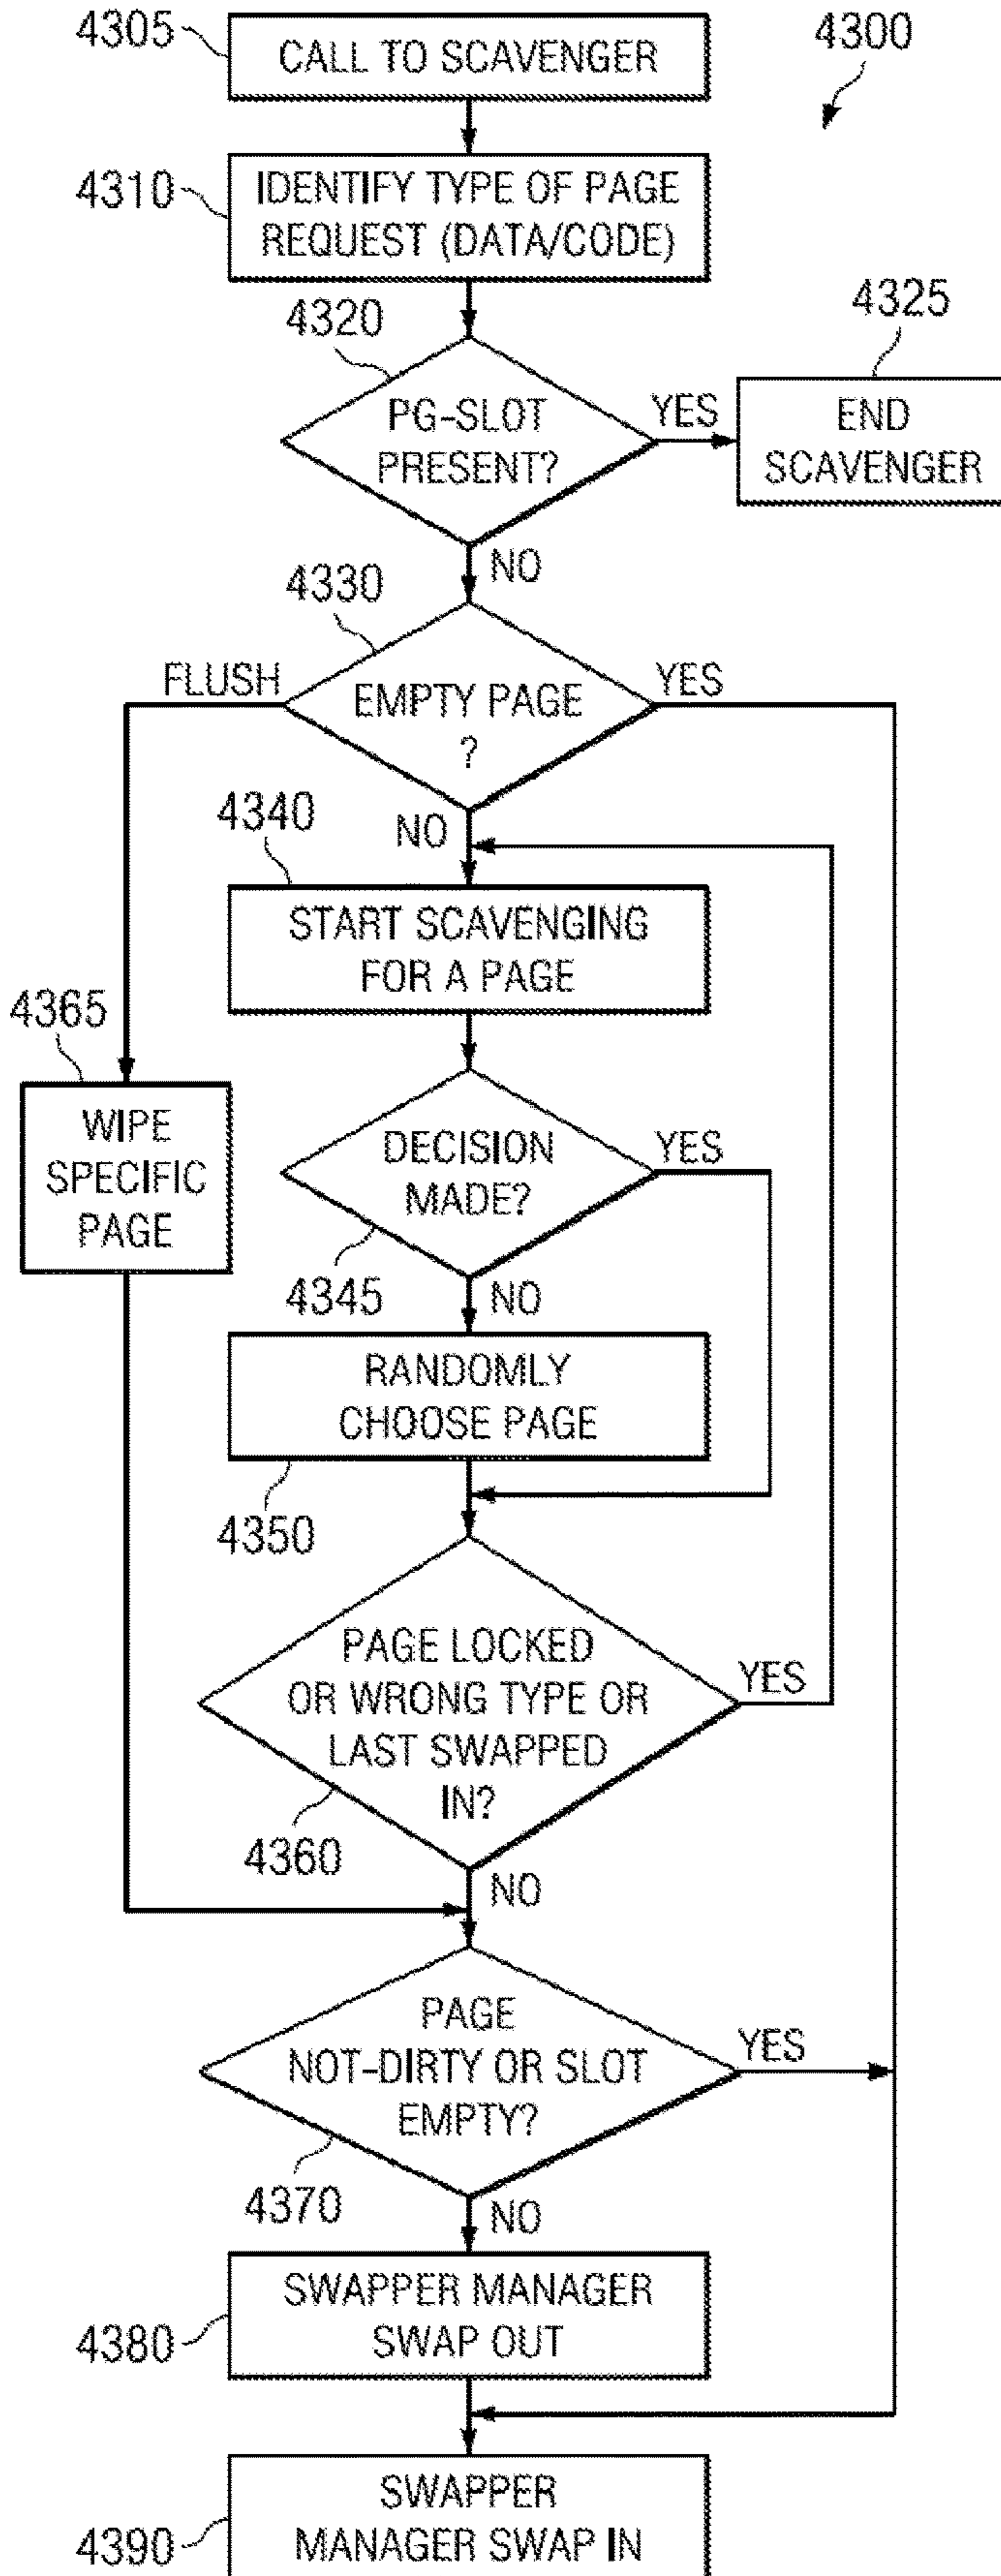 4305
CALL TO SCAVENGER
4300
4310
IDENTIFY TYPE OF PAGE
REQUEST (DATA/CODE)
4320
4325
PG-SLOT
PRESENT?
YES
END
SCAVENGER
NO
4330
FLUSH
EMPTY PAGE
?
YES
4340
NO
START SCAVENGING
FOR A PAGE
4365
WIPE
SPECIFIC
PAGE
DECISION
MADE?
YES
4345
NO
RANDOMLY
CHOOSE PAGE
4350
PAGE LOCKED
OR WRONG TYPE OR
LAST SWAPPED
IN?
YES
4360
NO
PAGE
NOT-DIRTY OR SLOT
EMPTY?
YES
4370
NO
SWAPPER MANAGER
SWAP OUT
4380
SWAPPER
MANAGER SWAP IN
4390